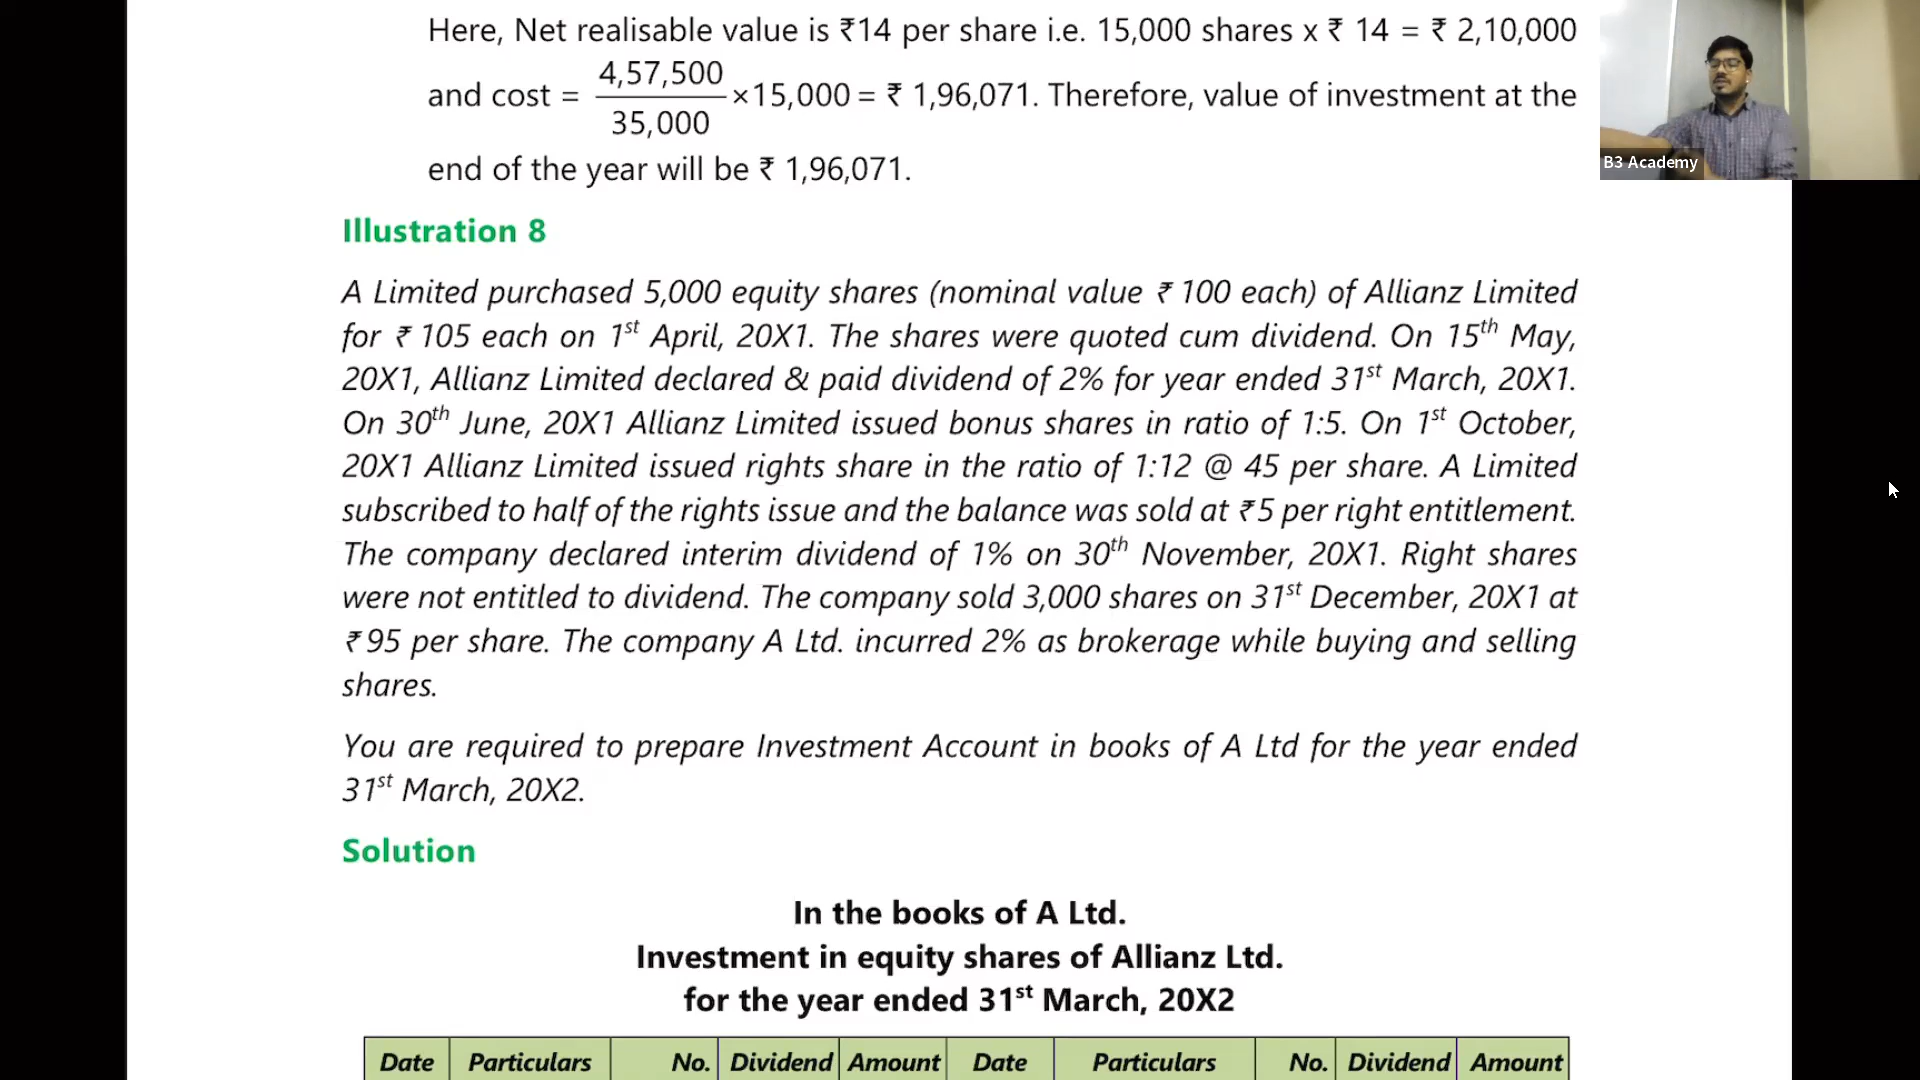 Here, Net realisable value is ₹14 per share i.e. 15,000 shares x ₹ 14 = ₹ 2,10,000
and cost = 4,57,500/35,000 ×15,000 = ₹ 1,96,071. Therefore, value of investment at the
end of the year will be ₹ 1,96,071.
B3 Academy
Illustration 8
A Limited purchased 5,000 equity shares (nominal value ₹ 100 each) of Allianz Limited
for ₹ 105 each on 1st April, 20X1. The shares were quoted cum dividend. On 15th May,
20X1, Allianz Limited declared & paid dividend of 2% for year ended 31st March, 20X1.
On 30th June, 20X1 Allianz Limited issued bonus shares in ratio of 1:5. On 1st October,
20X1 Allianz Limited issued rights share in the ratio of 1:12 @ 45 per share. A Limited
subscribed to half of the rights issue and the balance was sold at ₹ 5 per right entitlement.
The company declared interim dividend of 1% on 30th November, 20X1. Right shares
were not entitled to dividend. The company sold 3,000 shares on 31st December, 20X1 at
₹ 95 per share. The company A Ltd. incurred 2% as brokerage while buying and selling
shares.
You are required to prepare Investment Account in books of A Ltd for the year ended
31st March, 20X2.
Solution
In the books of A Ltd.
Investment in equity shares of Allianz Ltd.
for the year ended 31st March, 20X2
Date Particulars No. Dividend Amount Date Particulars No. Dividend Amount